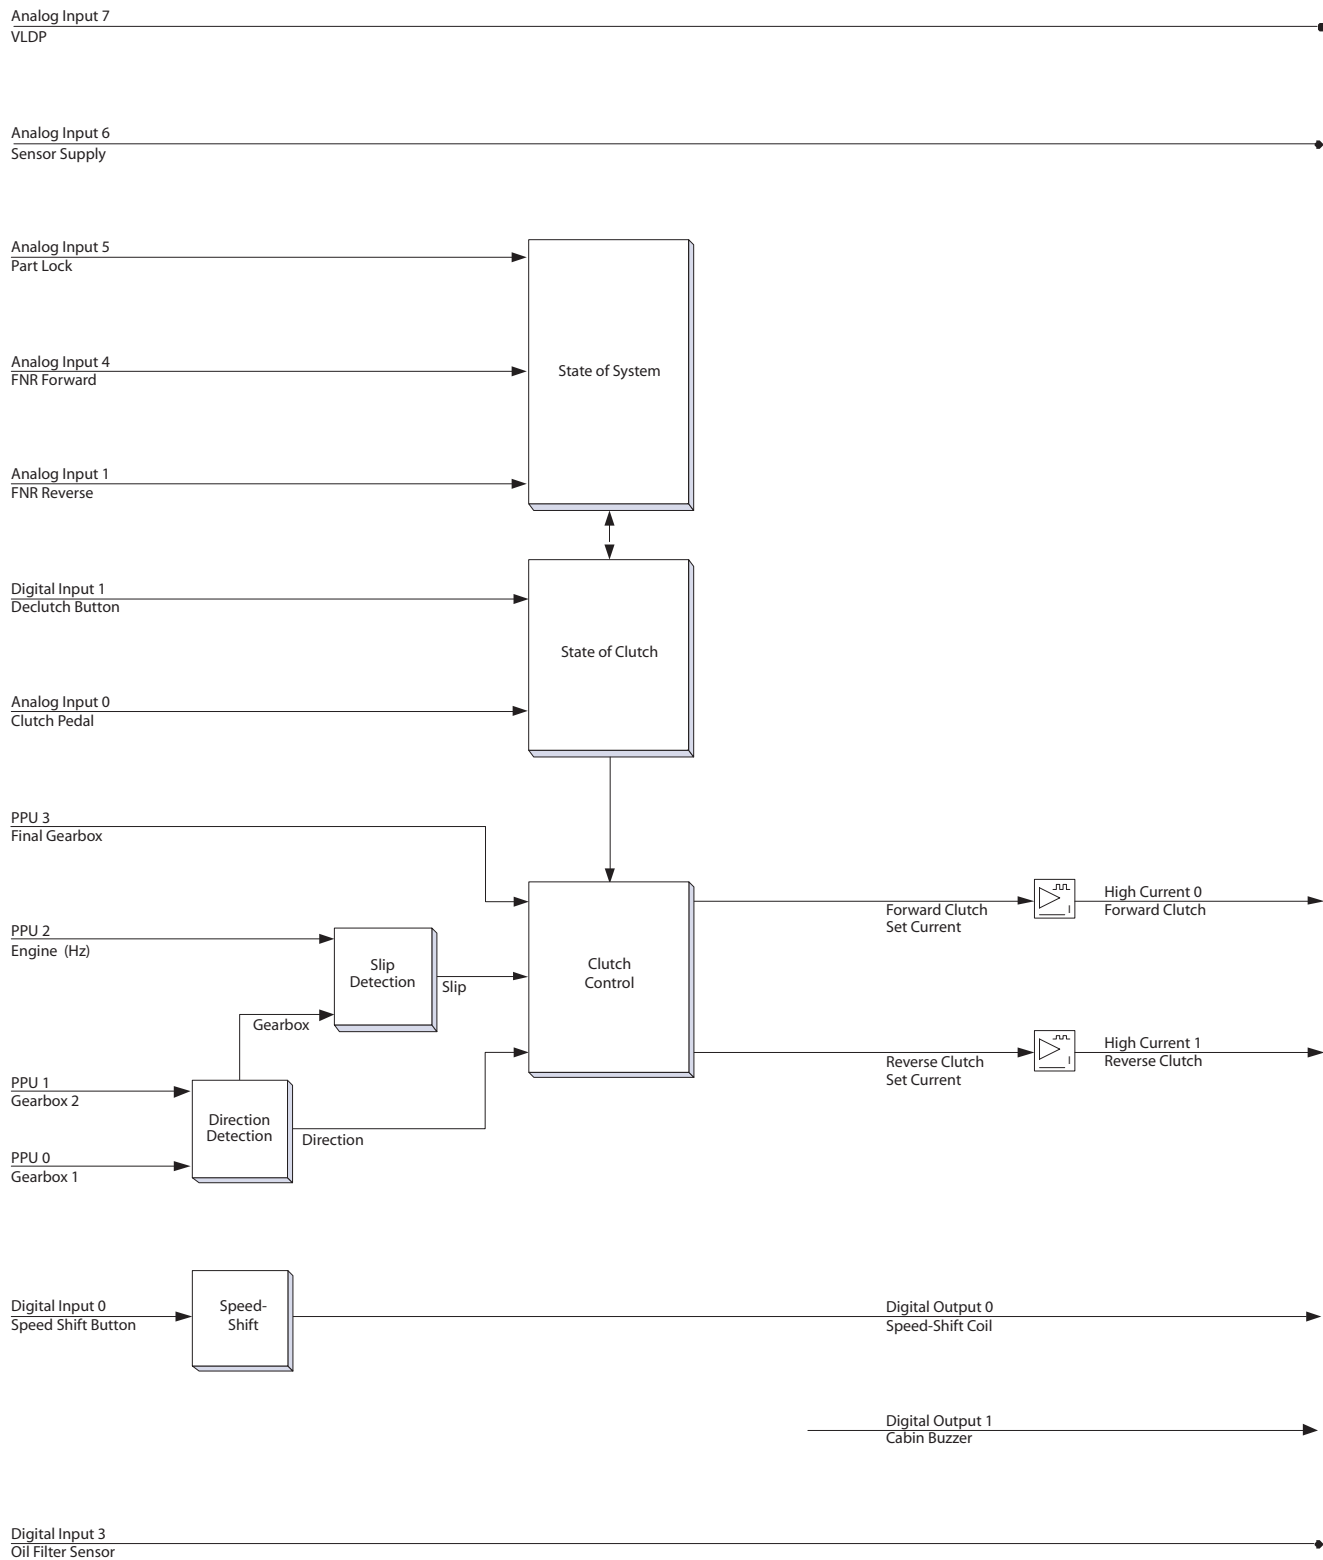 Analog Input 7
VLDP
Analog Input 6
Sensor Supply
Analog Input 5
Part Lock
Analog Input 4
FNR Forward
State of System
Analog Input 1
FNR Reverse
Digital Input 1
Declutch Button
State of Clutch
Analog Input 0
Clutch Pedal
PPU 3
Final Gearbox
High Current 0
Forward Clutch
Forward Clutch
Set Current
PPU 2
Engine (Hz)
Slip
Detection
Clutch
Control
Slip
Gearbox
High Current 1
Reverse Clutch
Reverse Clutch
Set Current
PPU 1
Gearbox 2
Direction
Detection
Direction
PPU 0
Gearbox 1
Digital Input 0
Speed Shift Button
Speed-
Shift
Digital Output 0
Speed-Shift Coil
Digital Output 1
Cabin Buzzer
Digital Input 3
Oil Filter Sensor